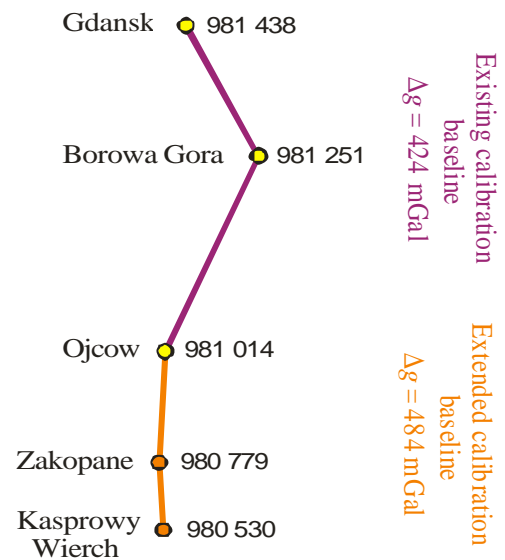 Gdansk 981 438
Borowa Gora 981 251
Ojcow 981 014
Zakopane 980 779
Kasprowy
Wierch 980 530
Existing calibration
baseline
Δg = 424 mGal
Extended calibration
baseline
Δg = 484 mGal